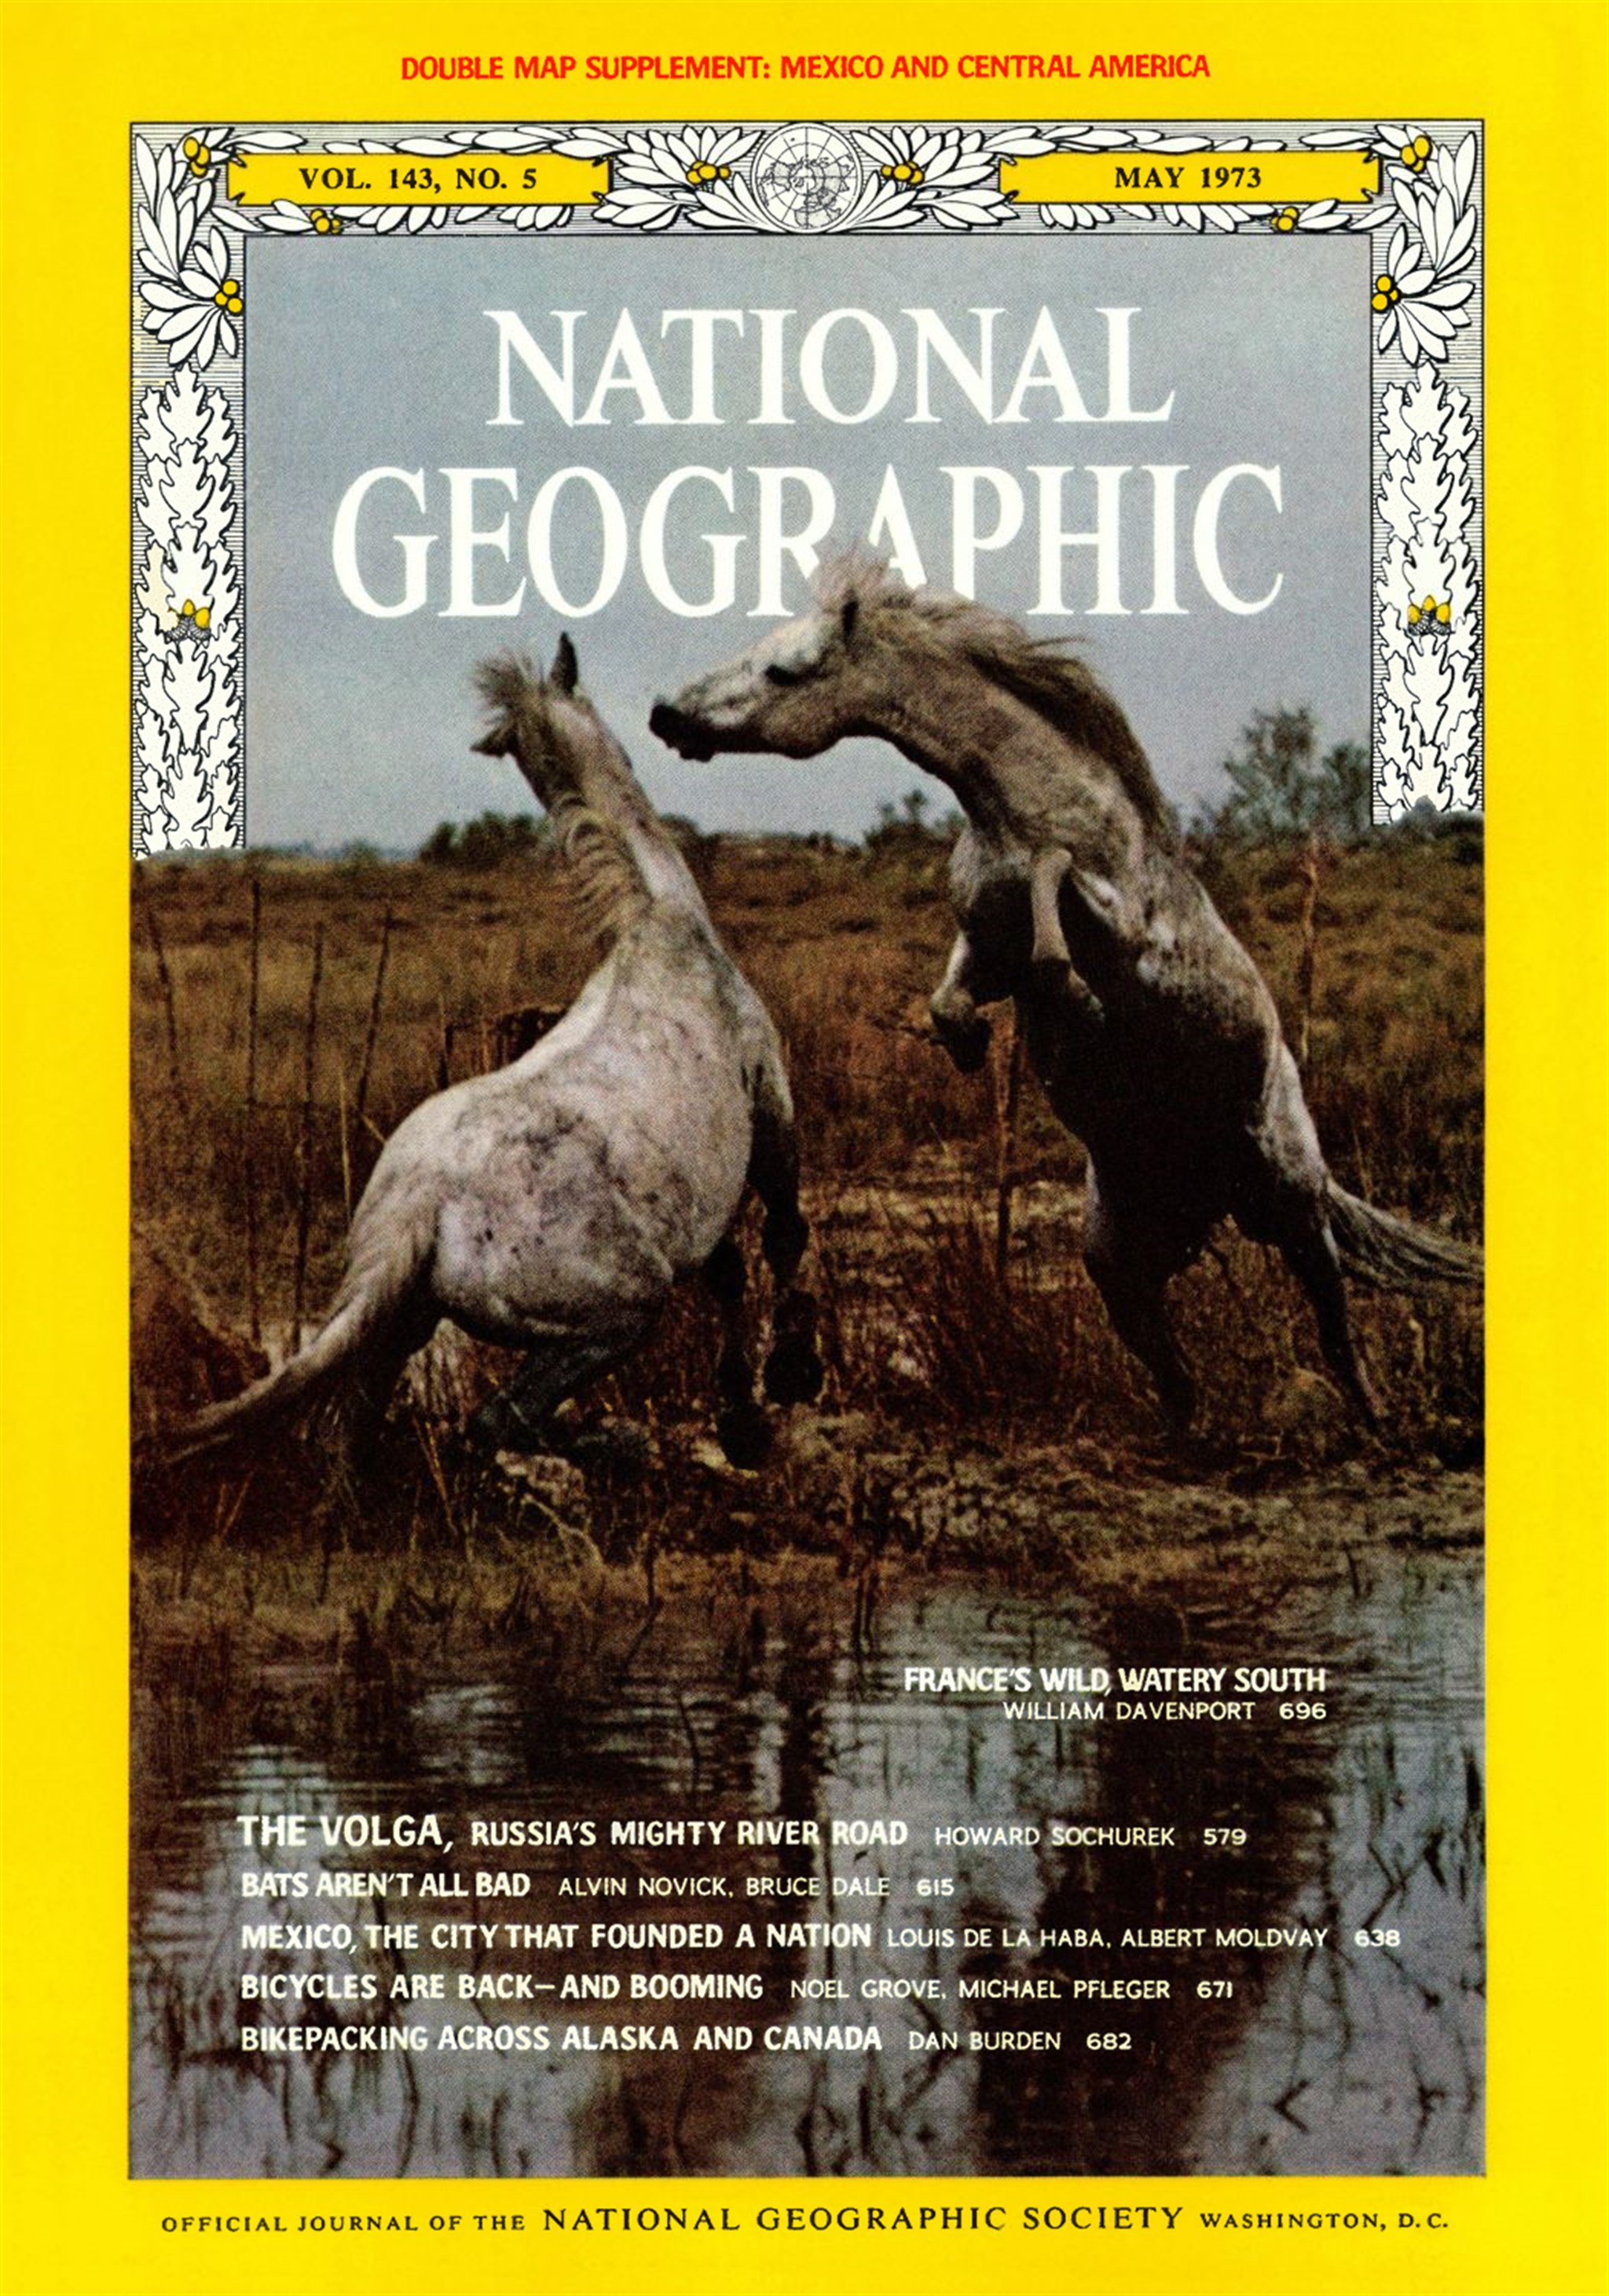 DOUBLE MAP SUPPLEMENT: MEXICO AND CENTRAL AMERICA
VOL. 143, NO. 5
MAY 1973
NATIONAL
GEOGRAPHIC
FRANCE'S WILD, WATERY SOUTH
WILLIAM DAVENPORT 696
THE VOLGA, RUSSIA'S MIGHTY RIVER ROAD HOWARD SOCHUREK 579
BATS AREN'T ALL BAD ALVIN NOVICK, BRUCE DALE 615
MEXICO, THE CITY THAT FOUNDED A NATION LOUIS DE LA HABA, ALBERT MOLDVAY 638
BICYCLES ARE BACK—AND BOOMING NOEL GROVE, MICHAEL PFLEGER 671
BIKEPACKING ACROSS ALASKA AND CANADA DAN BURDEN 682
OFFICIAL JOURNAL OF THE NATIONAL GEOGRAPHIC SOCIETY WASHINGTON, D.C.